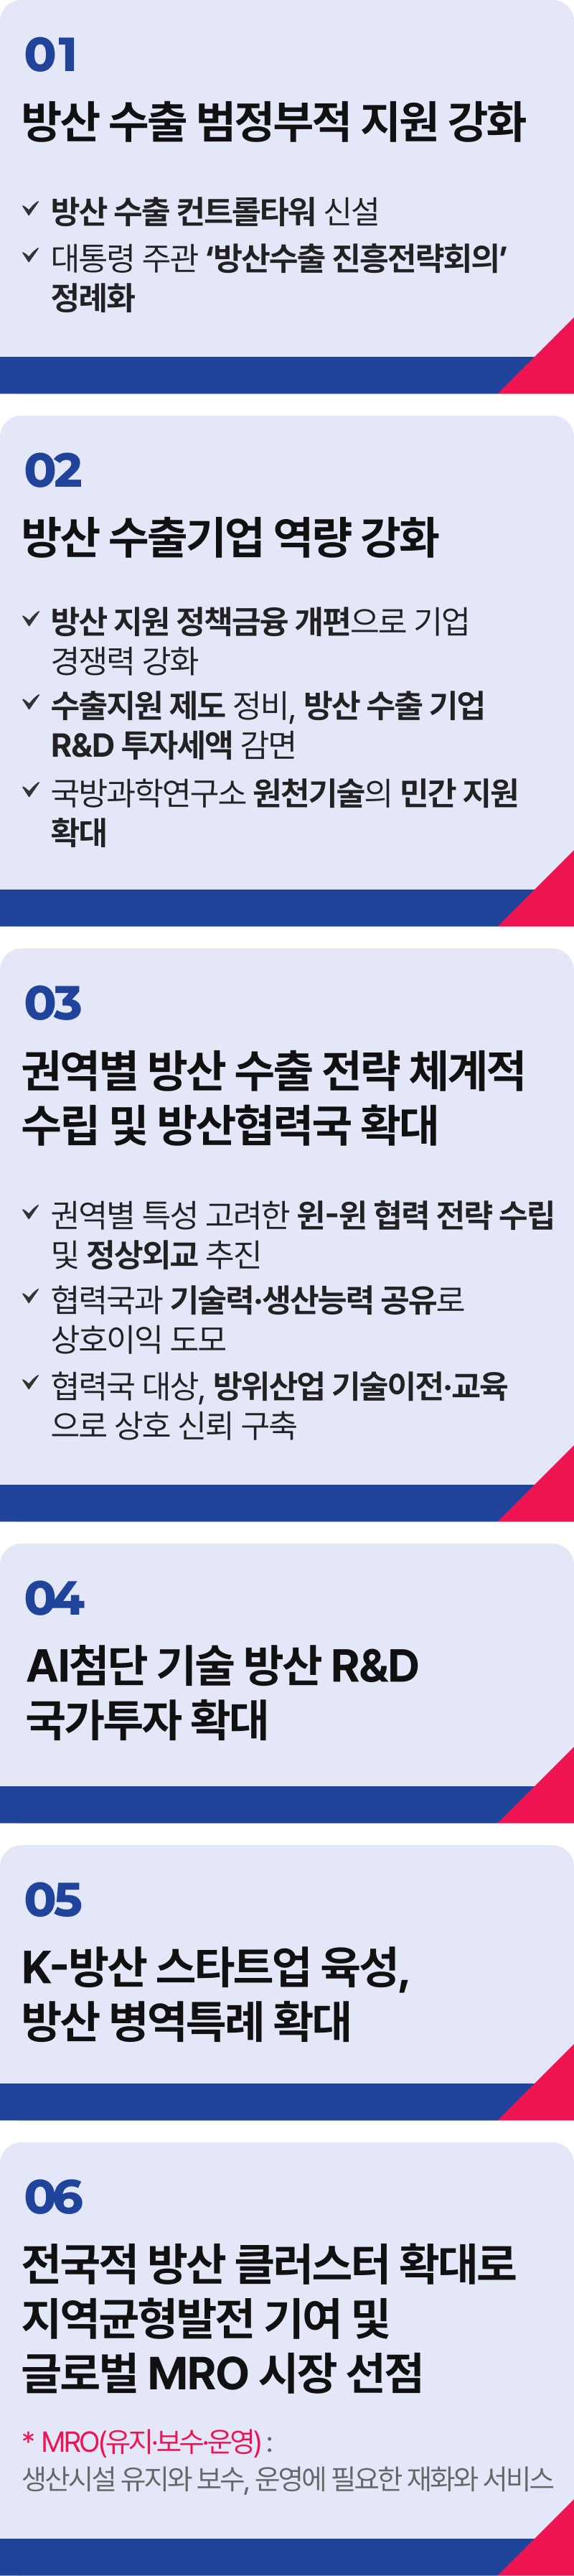 01
방산 수출 범정부적 지원 강화
방산 수출 컨트롤타워 신설
대통령 주관 ‘방산수출 진흥전략회의’
정례화
02
방산 수출기업 역량 강화
방산 지원 정책금융 개편으로 기업
경쟁력 강화
수출지원 제도 정비, 방산 수출 기업
R&D 투자세액 감면
국방과학연구소 원천기술의 민간 지원
확대
03
권역별 방산 수출 전략 체계적
수립 및 방산협력국 확대
권역별 특성 고려한 윈-윈 협력 전략 수립
및 정상외교 추진
협력국과 기술력·생산능력 공유로
상호이익 도모
협력국 대상, 방위산업 기술이전·교육
으로 상호 신뢰 구축
04
AI첨단 기술 방산 R&D
국가투자 확대
05
K-방산 스타트업 육성,
방산 병역특례 확대
06
전국적 방산 클러스터 확대로
지역균형발전 기여 및
글로벌 MRO 시장 선점
* MRO(유지·보수·운영) :
생산시설 유지와 보수, 운영에 필요한 재화와 서비스